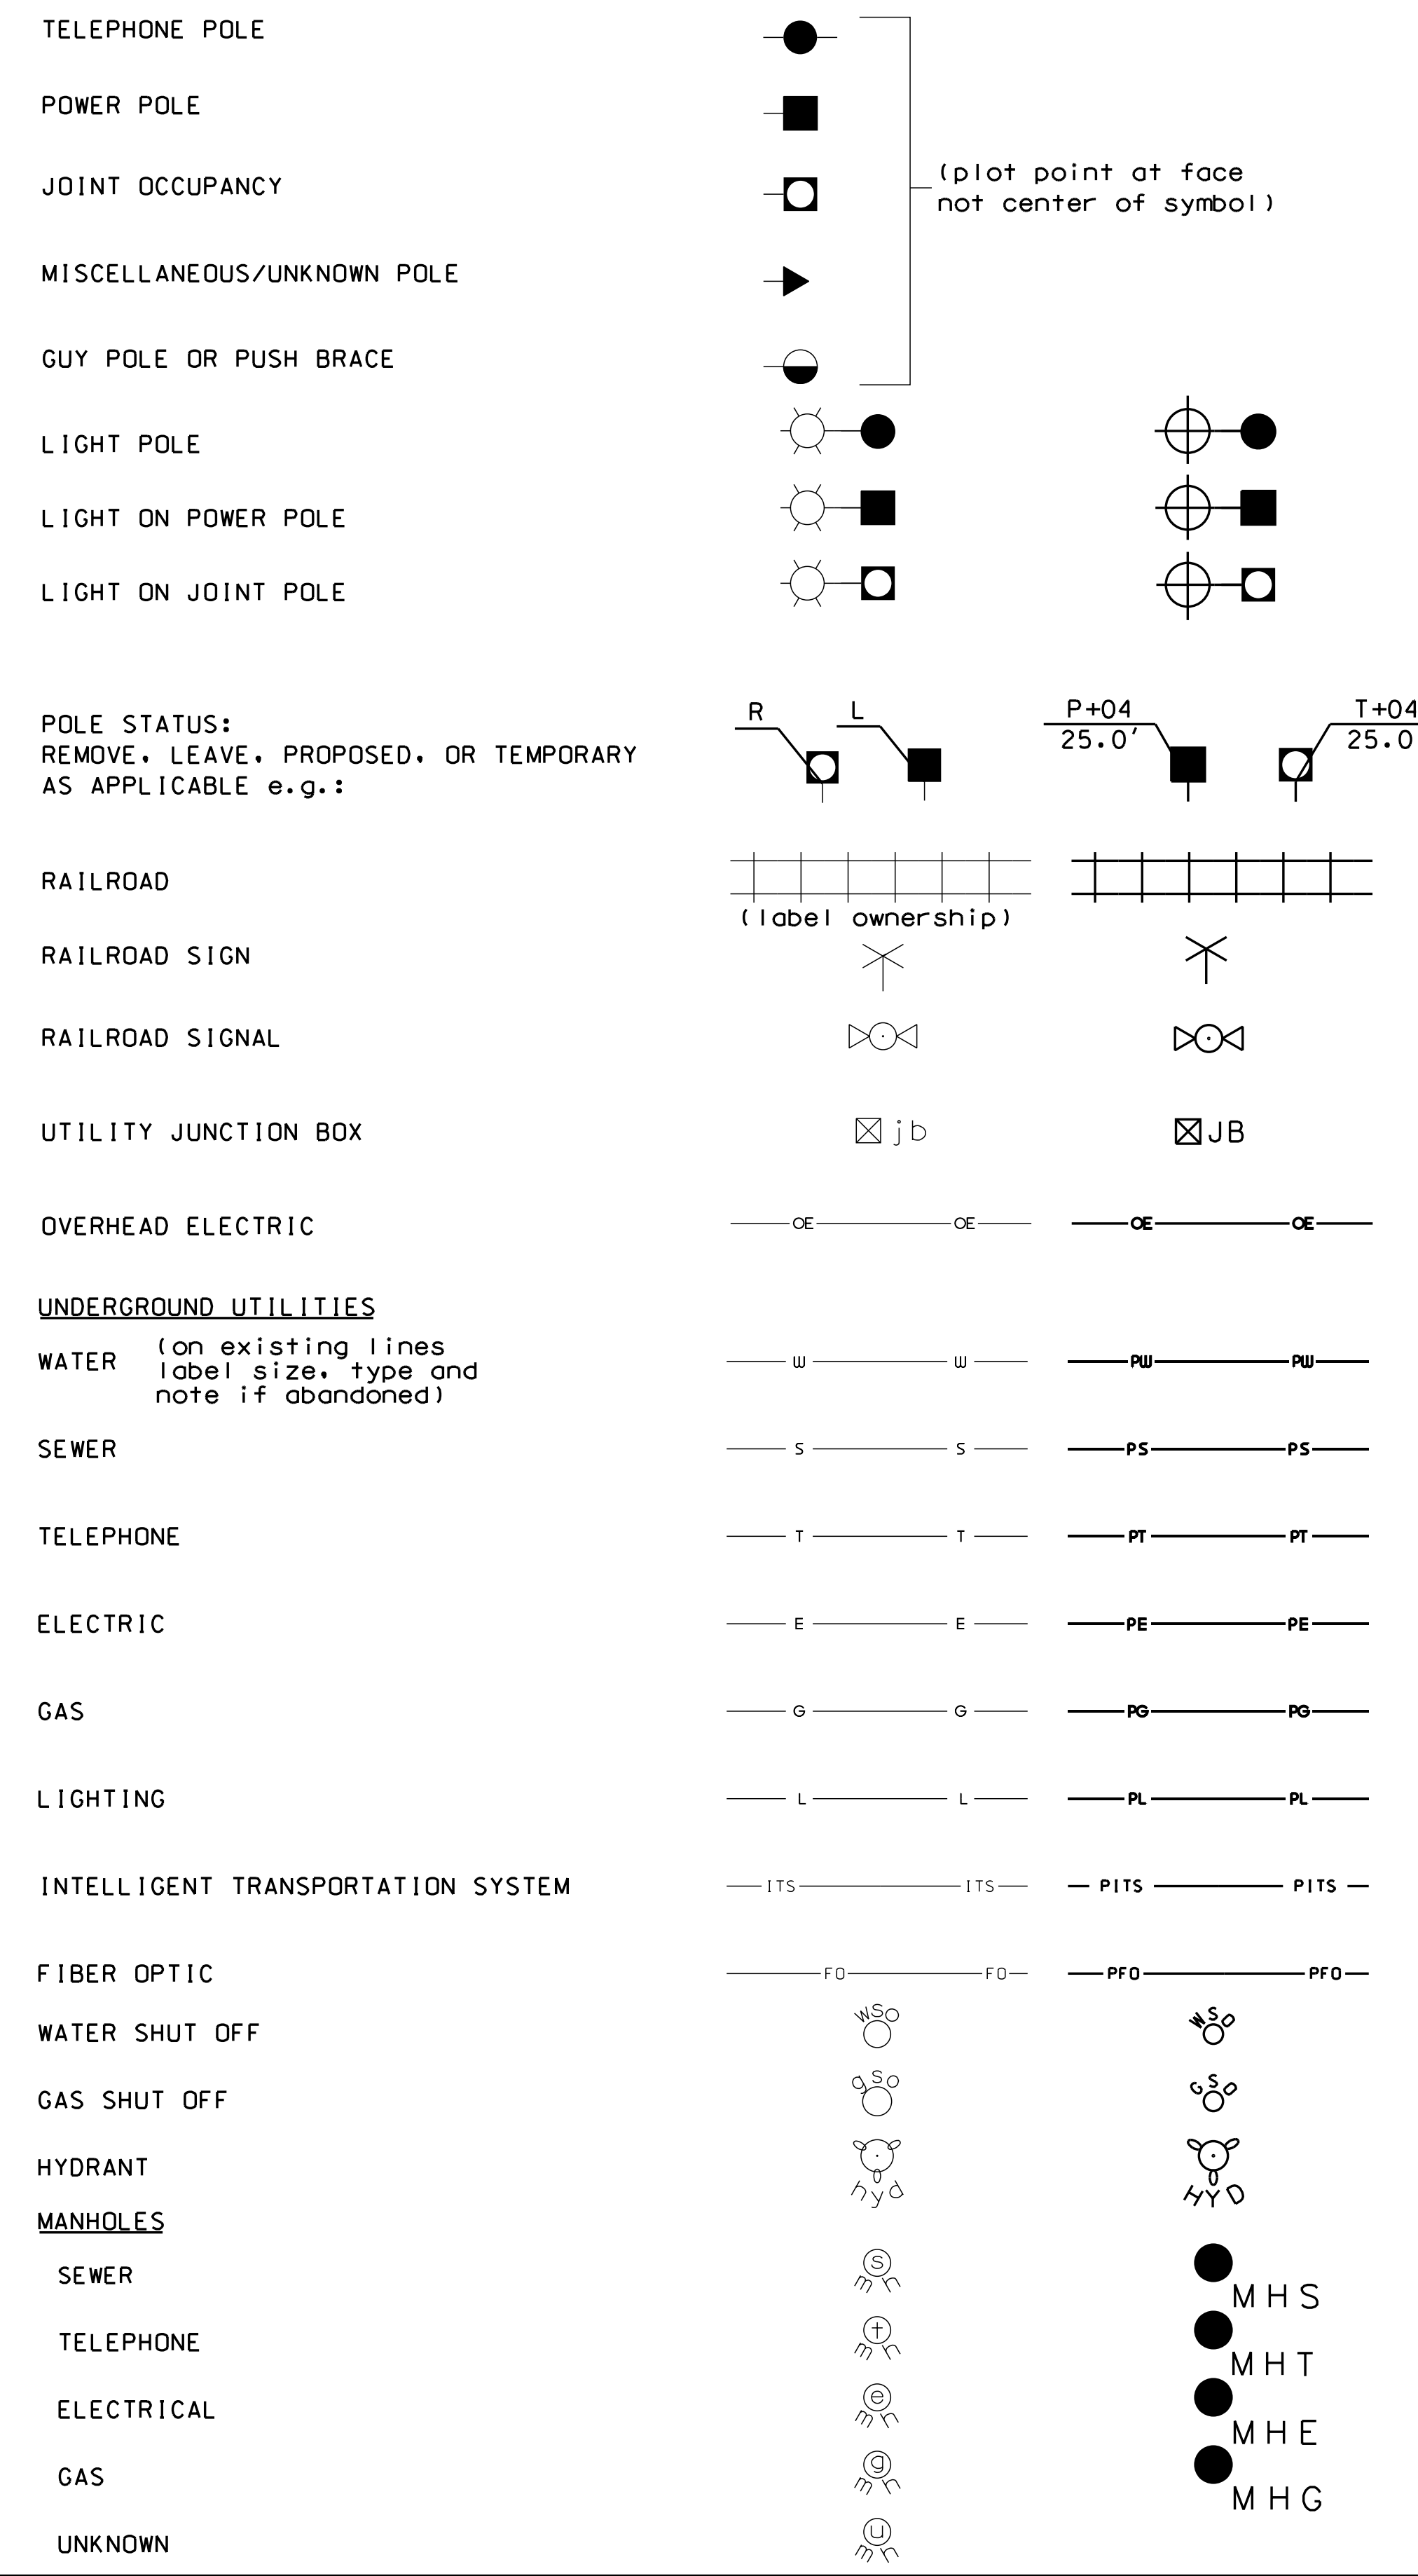 TELEPHONE POLE
POWER POLE
JOINT OCCUPANCY
(plot point at face
not center of symbol)
MISCELLANEOUS/UNKNOWN POLE
GUY POLE OR PUSH BRACE
LIGHT POLE
LIGHT ON POWER POLE
LIGHT ON JOINT POLE
R L P+04 T+04
25.0' 25.0
POLE STATUS:
REMOVE, LEAVE, PROPOSED, OR TEMPORARY
AS APPLICABLE e.g.:
RAILROAD
(label ownership)
RAILROAD SIGN
RAILROAD SIGNAL
UTILITY JUNCTION BOX jb JB
OVERHEAD ELECTRIC OE OE OE OE
UNDERGROUND UTILITIES
WATER (on existing lines
label size, type and
note if abandoned)
W W PW PW
SEWER S S PS PS
TELEPHONE T T PT PT
ELECTRIC E E PE PE
GAS G G PG PG
LIGHTING L L PL PL
INTELLIGENT TRANSPORTATION SYSTEM ITS ITS PITS PITS
FIBER OPTIC FO FO PFO PFO
WATER SHUT OFF WSO WSO
GAS SHUT OFF gso GSO
HYDRANT hyd HYD
MANHOLES
SEWER s mh MHS
TELEPHONE t mh MHT
ELECTRICAL e mh MHE
GAS g mh MHG
UNKNOWN u mh